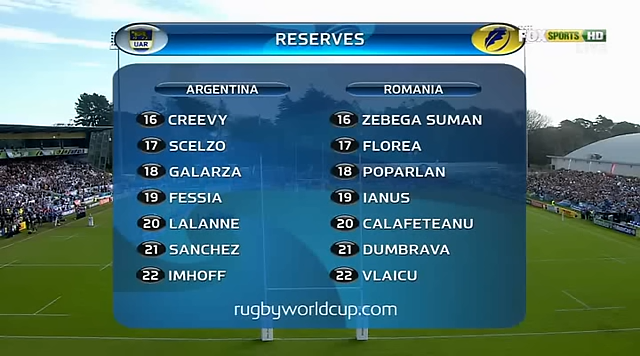 RESERVES
UAR
FOX SPORTS HD
ARGENTINA
16 CREEVY
17 SCELZO
18 GALARZA
19 FESSIA
20 LALANNE
21 SANCHEZ
22 IMHOFF
ROMANIA
16 ZEBEGA SUMAN
17 FLOREA
18 POPARLAN
19 IANUS
20 CALAFETEANU
21 DUMBRAVA
22 VLAICU
rugbyworldcup.com